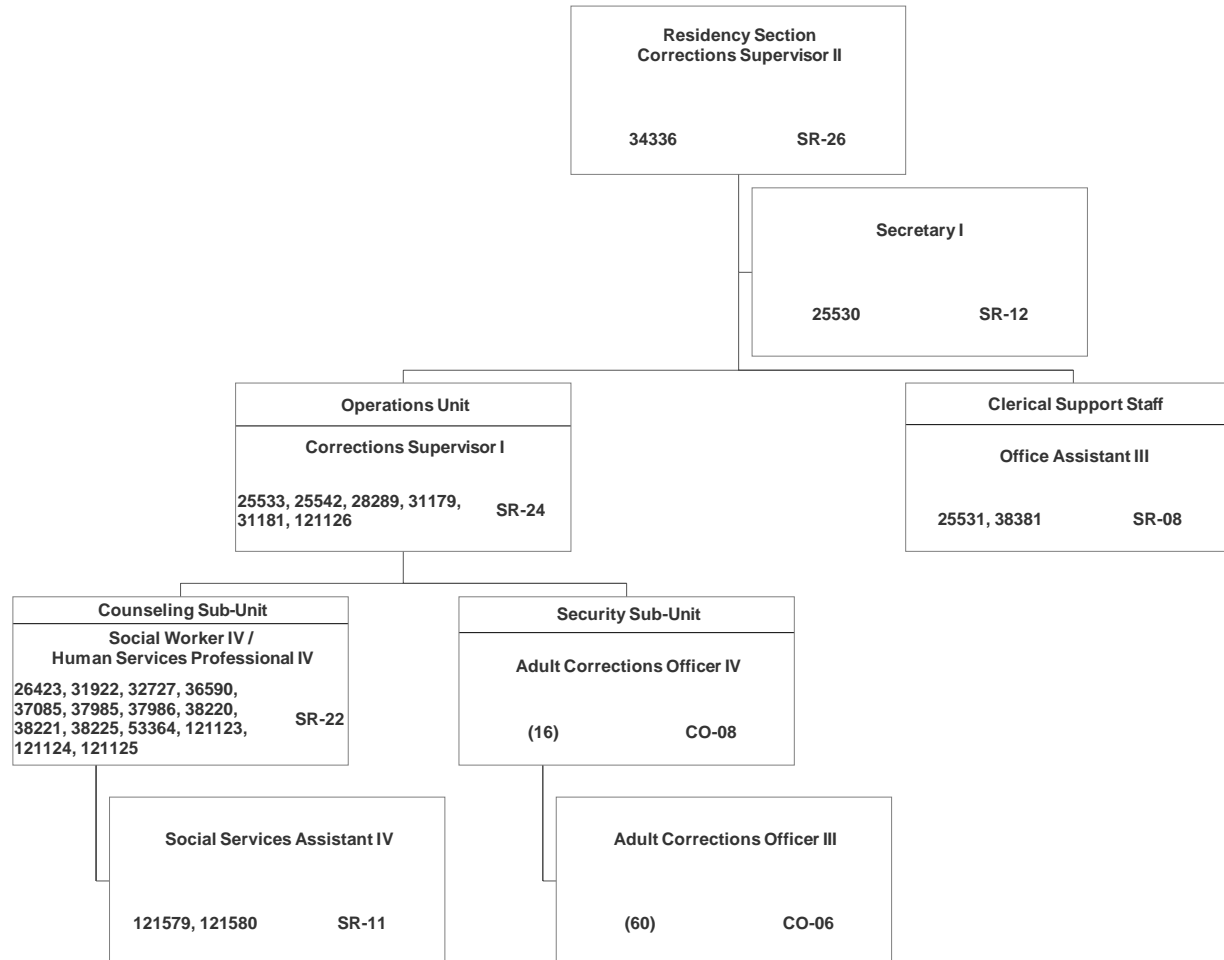 Residency Section
Corrections Supervisor II
34336 SR-26
Secretary I
25530 SR-12
Operations Unit
Corrections Supervisor I
25533, 25542, 28289, 31179,
31181, 121126
SR-24
Clerical Support Staff
Office Assistant III
25531, 38381 SR-08
Counseling Sub-Unit
Social Worker IV /
Human Services Professional IV
26423, 31922, 32727, 36590,
37085, 37985, 37986, 38220,
38221, 38225, 53364, 121123,
121124, 121125
SR-22
Security Sub-Unit
Adult Corrections Officer IV
(16) CO-08
Social Services Assistant IV
121579, 121580 SR-11
Adult Corrections Officer III
(60) CO-06